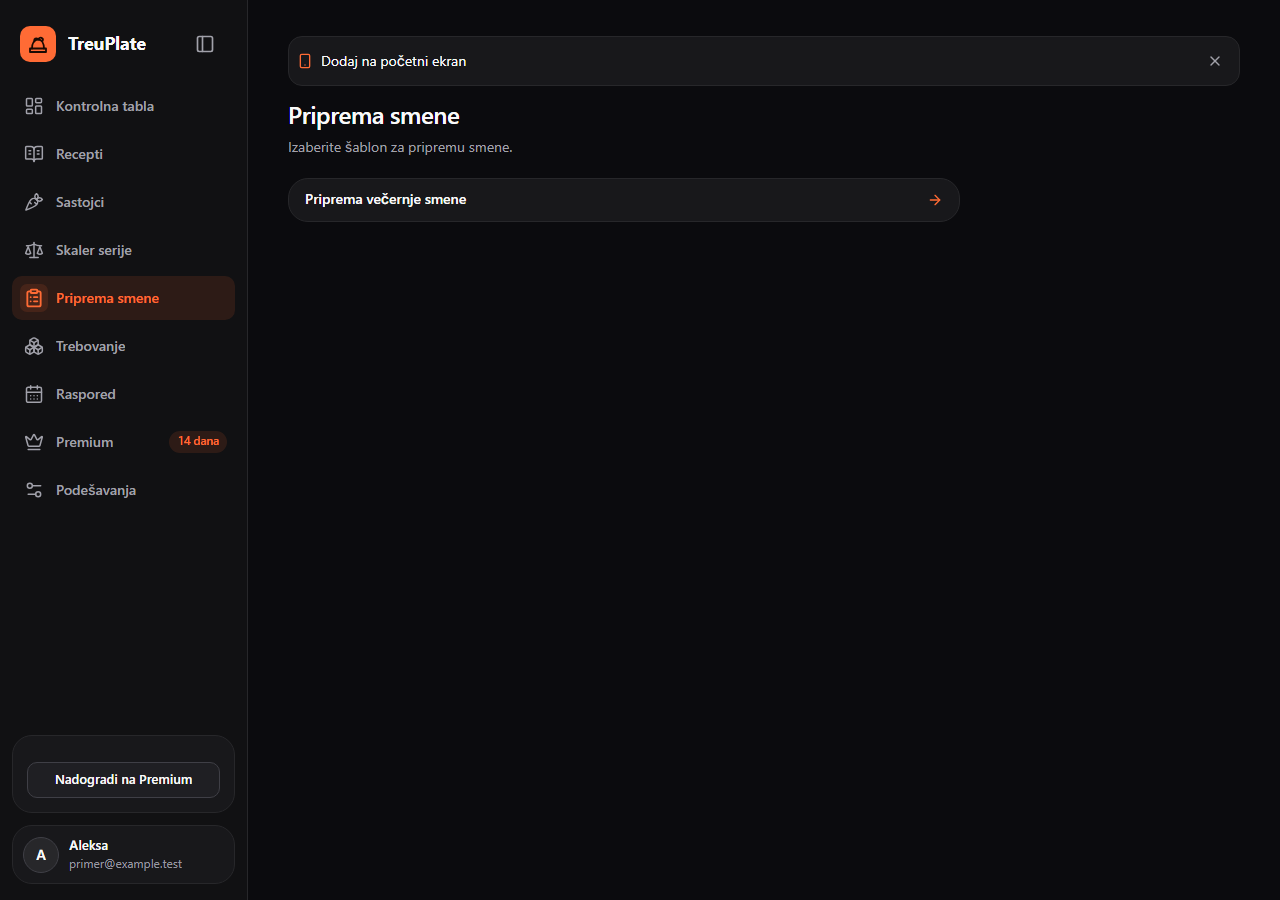 TreuPlate
Kontrolna tabla
Recepti
Sastojci
Skaler serije
Priprema smene
Trebovanje
Raspored
Premium
14 dana
Podešavanja
Nadogradi na Premium
A
Aleksa
primer@example.test
Dodaj na početni ekran
Priprema smene
Izaberite šablon za pripremu smene.
Priprema večernje smene